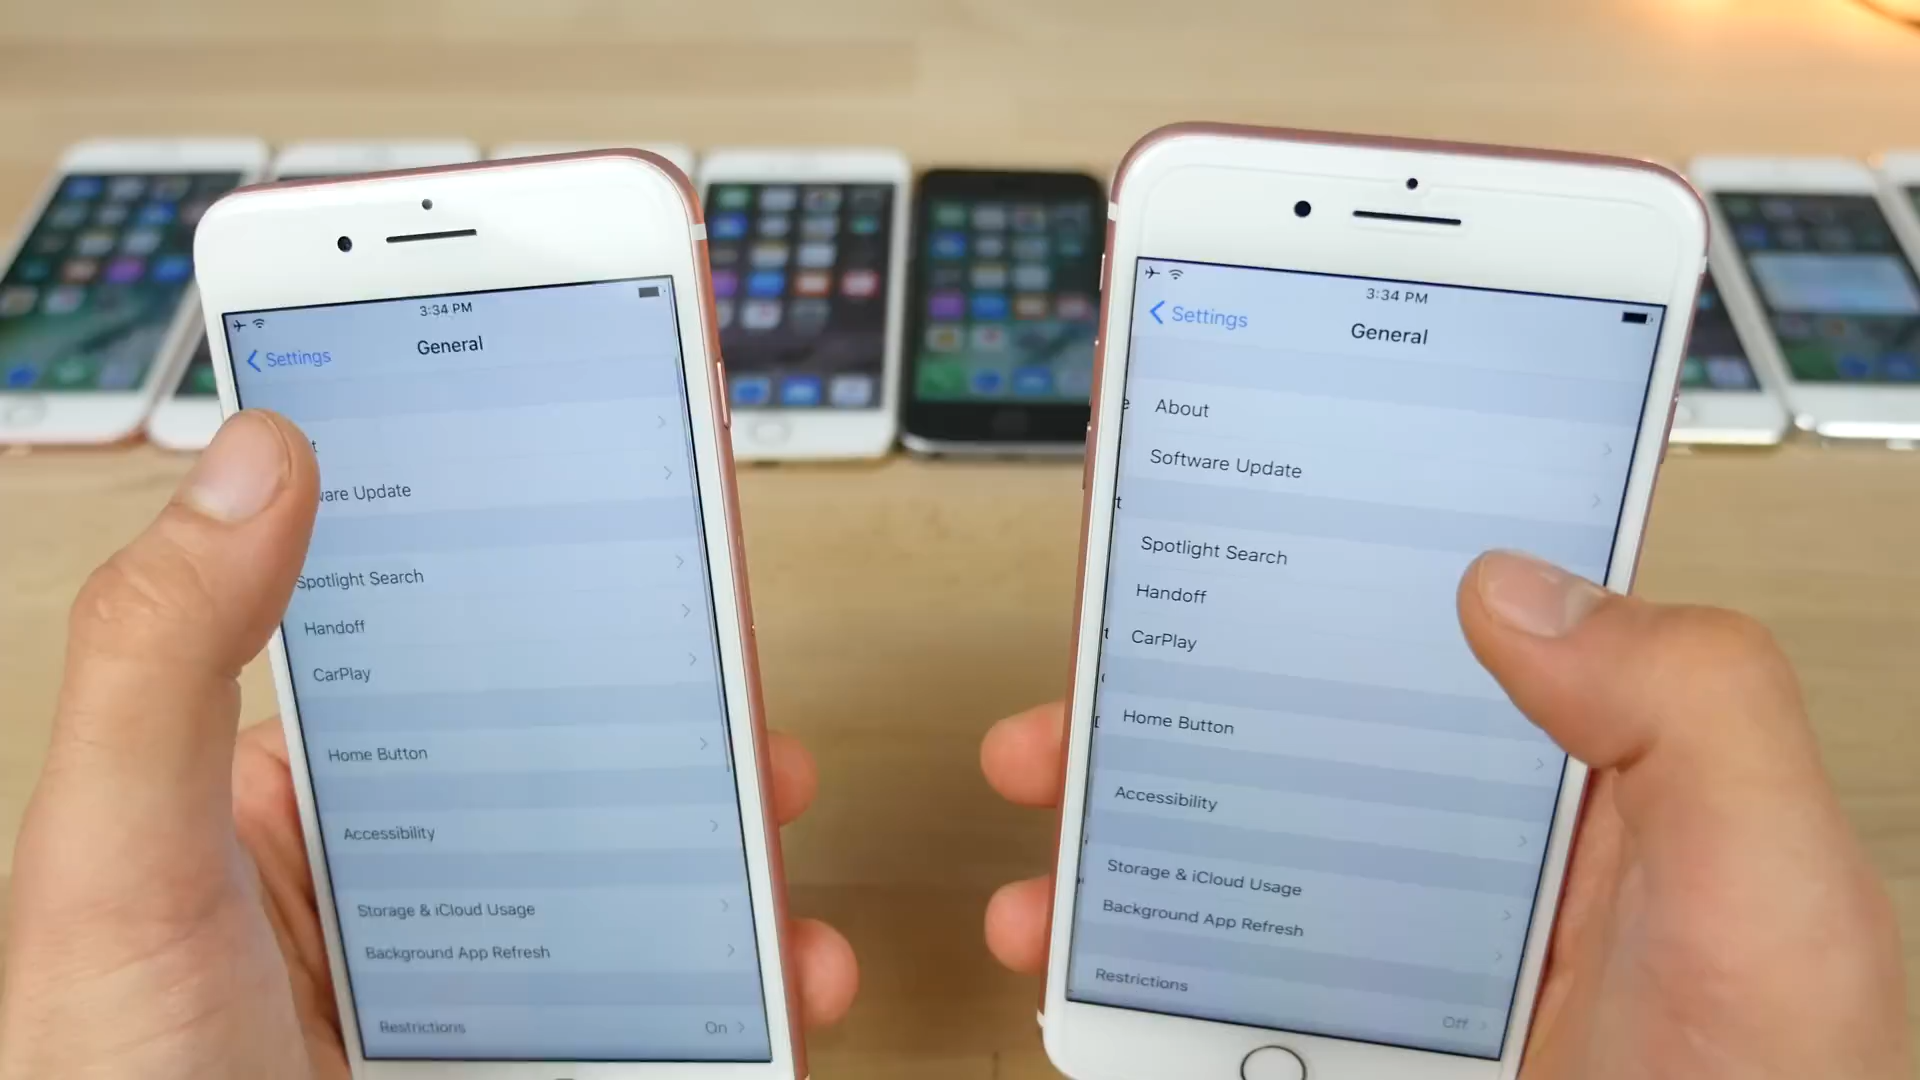 3:34 PM
Settings
General
t
ware Update
Spotlight Search
Handoff
CarPlay
Home Button
Accessibility
Storage & iCloud Usage
Background App Refresh
Restrictions On
3:34 PM
Settings
General
About
Software Update
Spotlight Search
Handoff
CarPlay
Home Button
Accessibility
Storage & iCloud Usage
Background App Refresh
Restrictions
Off